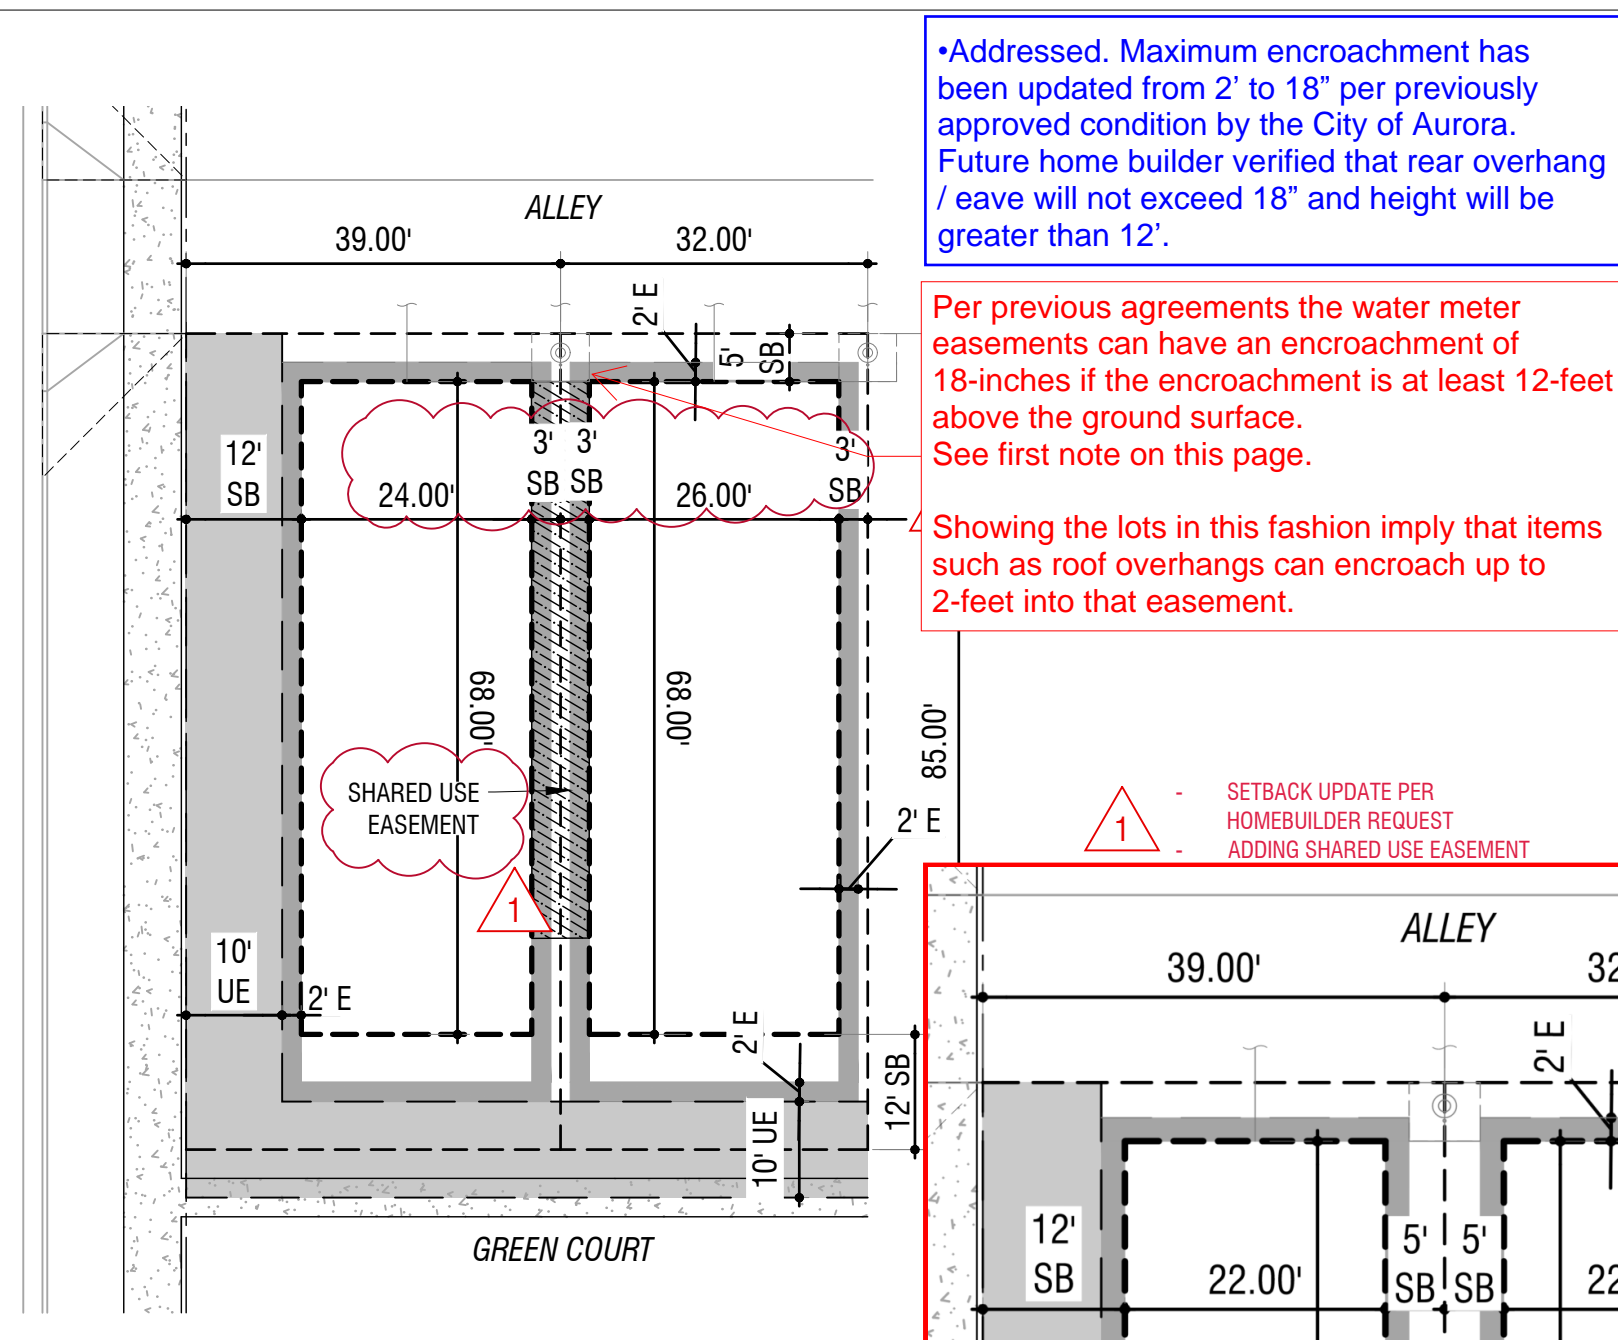 •Addressed. Maximum encroachment has
been updated from 2’ to 18” per previously
approved condition by the City of Aurora.
Future home builder verified that rear overhang
/ eave will not exceed 18” and height will be
greater than 12’.
ALLEY
39.00'
32.00'
2' E
5'
SB
Per previous agreements the water meter
easements can have an encroachment of
18-inches if the encroachment is at least 12-feet
above the ground surface.
See first note on this page.
Showing the lots in this fashion imply that items
such as roof overhangs can encroach up to
2-feet into that easement.
12'
SB
3' 3'
SB SB
3'
SB
24.00'
26.00'
68.00'
68.00'
85.00'
SHARED USE
EASEMENT
1
2' E
1
- SETBACK UPDATE PER
HOMEBUILDER REQUEST
- ADDING SHARED USE EASEMENT
10'
UE
2' E
2' E
10' UE
12' SB
GREEN COURT
ALLEY
39.00'
2' E
12'
SB
5' 5'
SB SB
22.00'